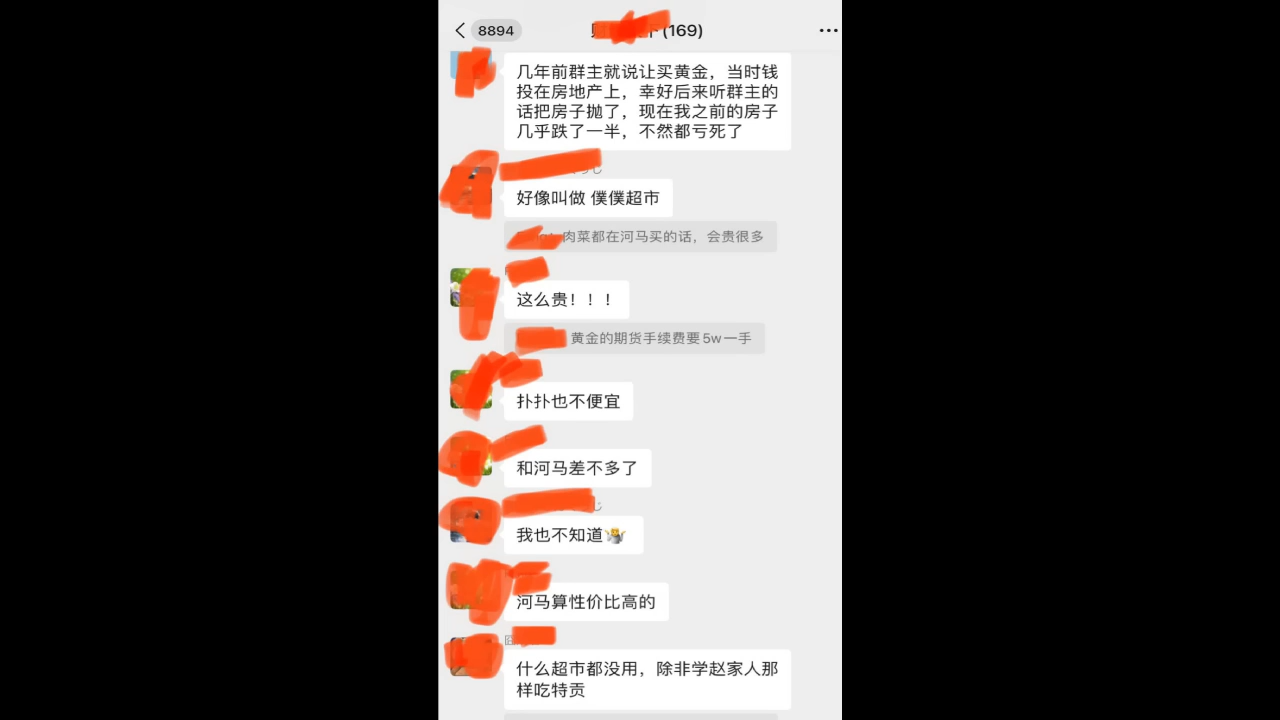 8894
(169)
几年前群主就说让买黄金，当时钱
投在房地产上，幸好后来听群主的
话把房子抛了，现在我之前的房子
几乎跌了一半，不然都亏死了
好像叫做 僕僕超市
肉菜都在河马买的话，会贵很多
这么贵！！！
黄金的期货手续费要5w一手
扑扑也不便宜
和河马差不多了
我也不知道🤷
河马算性价比高的
什么超市都没用，除非学赵家人那
样吃特贡